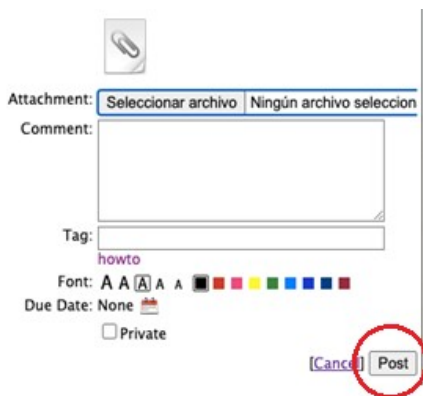 Attachment: Seleccionar archivo Ningún archivo seleccion
Comment:
Tag:
howto
Font: A A A A A
Due Date: None
Private
[Cancel] Post